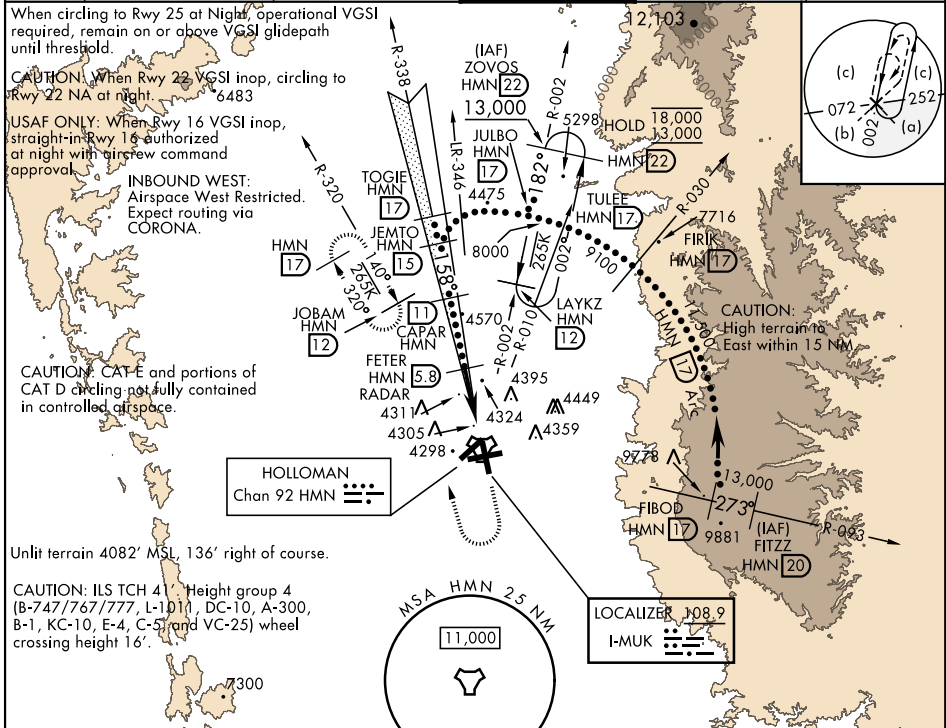 When circling to Rwy 25 at Night, operational VGSI
required, remain on or above VGSI glidepath
until threshold.
CAUTION: When Rwy 22 VGSI inop, circling to
Rwy 22 NA at night.
6483
USAF ONLY: When Rwy 16 VGSI inop,
straight-in Rwy 16 authorized
at night with aircrew command
approval.
INBOUND WEST:
Airspace West Restricted.
Expect routing via
CORONA.
R-338
(IAF)
ZOVOS
HMN 22
13,000
R-002
5298
12,103
10,000
6000
8000
HOLD 18,000
13,000
HMN 22
(c)
072
252
(b)
(a)
002°
(c)
R-320
LR-346
JULBO
HMN
17
182°
TOGIE
HMN
17
4475
TULEE
HMN 17
R-030
7716
FIRIK
HMN 17
HMN
17
JEMTO
HMN
15
8000
265K
002°
9100
140°
265K
320°
158°
JOBAM
HMN
12
11
CAPAR
HMN
4570
R-002
R-010
LAYKZ
HMN
12
11,500
HMN 17 Arc
CAUTION:
High terrain to
East within 15 NM
CAUTION: CAT E and portions of
CAT D circling not fully contained
in controlled airspace.
FETER
HMN 5.8
RADAR
4395
4311
4324
4449
4305
4359
4298
HOLLOMAN
Chan 92 HMN
9778
13,000
273°
FIBOD
HMN 17
9881
(IAF)
FITZZ
HMN 20
R-093
Unlit terrain 4082' MSL, 136' right of course.
CAUTION: ILS TCH 41'. Height group 4
(B-747/767/777, L-1011, DC-10, A-300,
B-1, KC-10, E-4, C-5, and VC-25) wheel
crossing height 16'.
MSA HMN 25 NM
11,000
LOCALIZER 108.9
I-MUK
7300